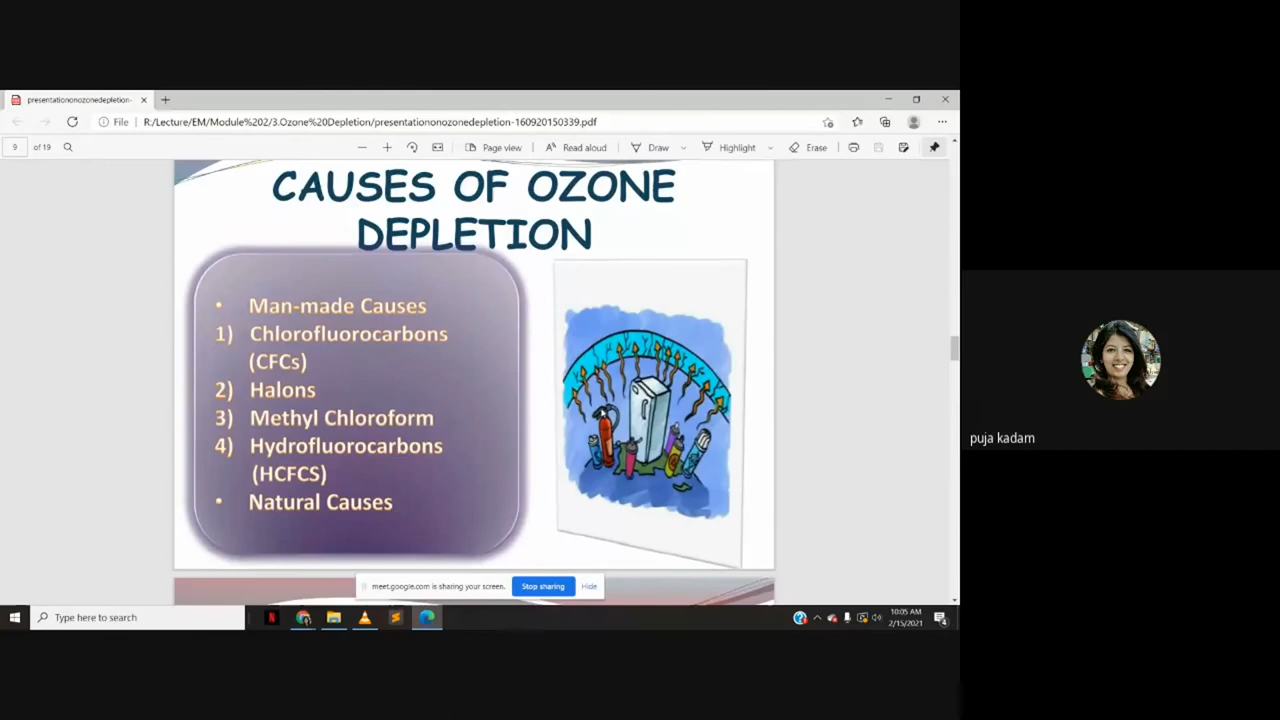 presentationonozonedepletion-
File
R:/Lecture/EM/Module%202/3.Ozone%20Depletion/presentationonozonedepletion-160920150339.pdf
9 of 19
Page view
Read aloud
Draw
Highlight
Erase
CAUSES OF OZONE
DEPLETION
• Man-made Causes
1) Chlorofluorocarbons
(CFCs)
2) Halons
3) Methyl Chloroform
4) Hydrofluorocarbons
(HCFCS)
• Natural Causes
puja kadam
meet.google.com is sharing your screen.
Stop sharing
Hide
Type here to search
10:05 AM
2/15/2021